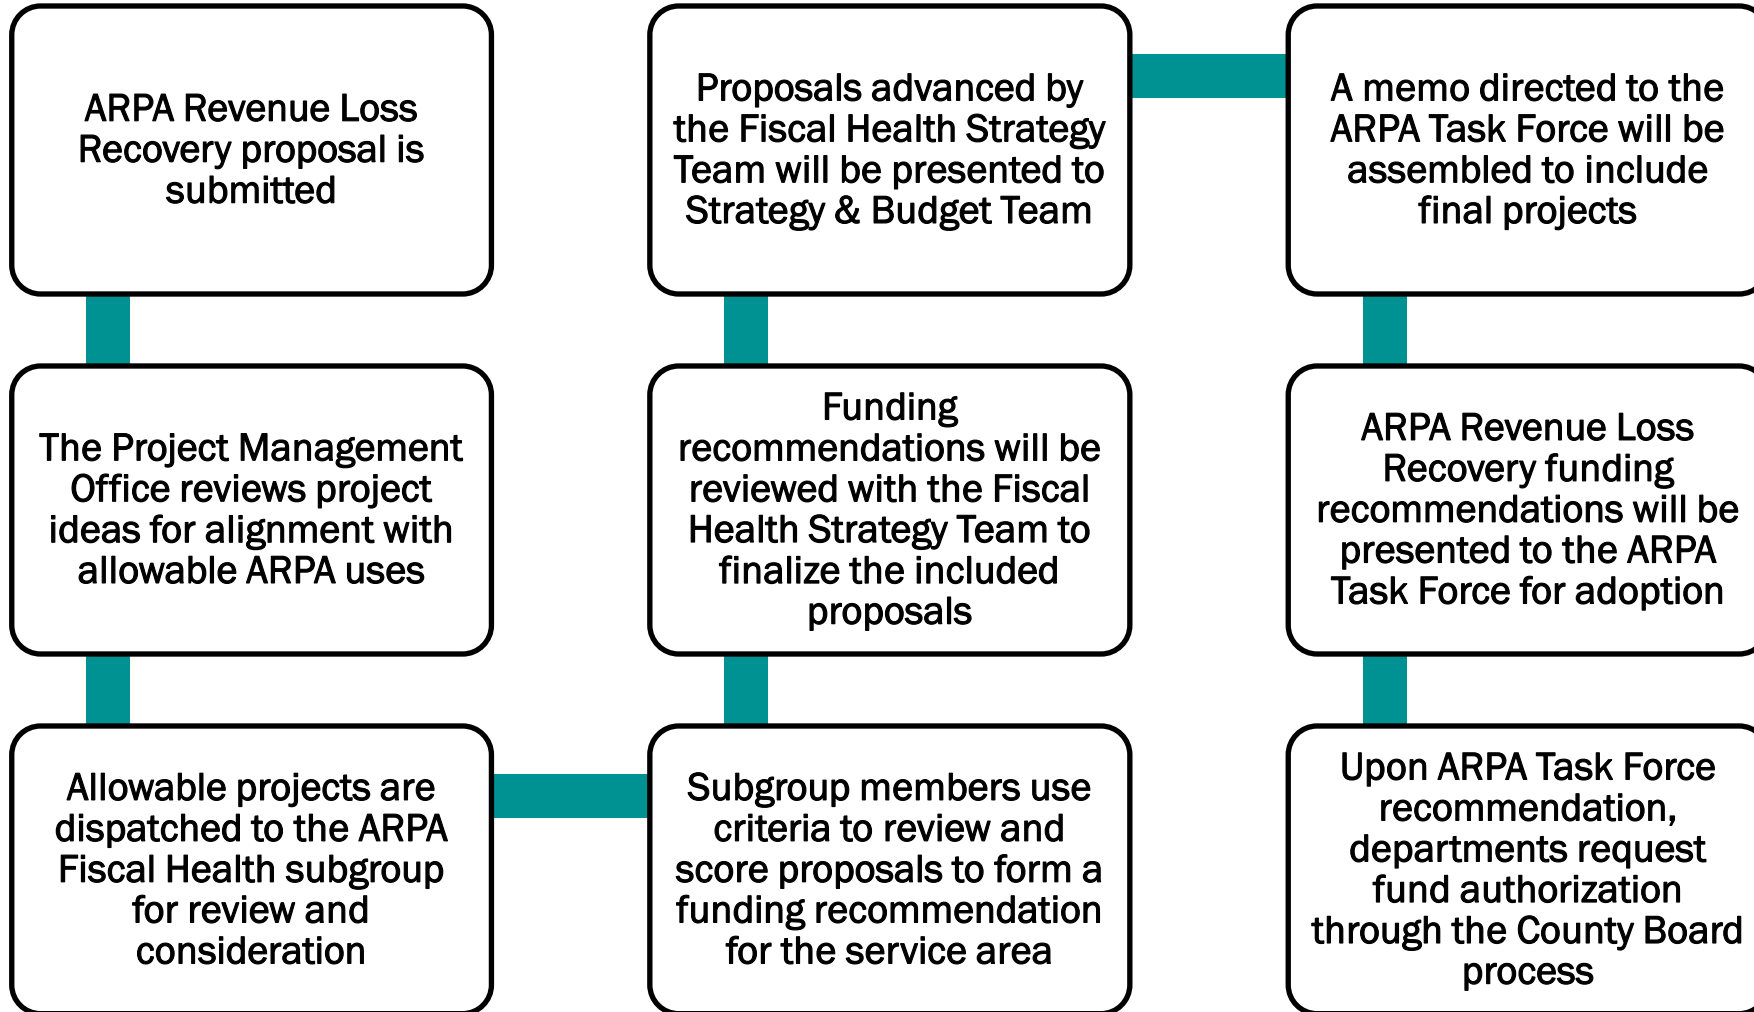 ARPA Revenue Loss
Recovery proposal is
submitted
The Project Management
Office reviews project
ideas for alignment with
allowable ARPA uses
Allowable projects are
dispatched to the ARPA
Fiscal Health subgroup
for review and
consideration
Subgroup members use
criteria to review and
score proposals to form a
funding recommendation
for the service area
Funding
recommendations will be
reviewed with the Fiscal
Health Strategy Team to
finalize the included
proposals
Proposals advanced by
the Fiscal Health Strategy
Team will be presented to
Strategy & Budget Team
A memo directed to the
ARPA Task Force will be
assembled to include
final projects
ARPA Revenue Loss
Recovery funding
recommendations will be
presented to the ARPA
Task Force for adoption
Upon ARPA Task Force
recommendation,
departments request
fund authorization
through the County Board
process